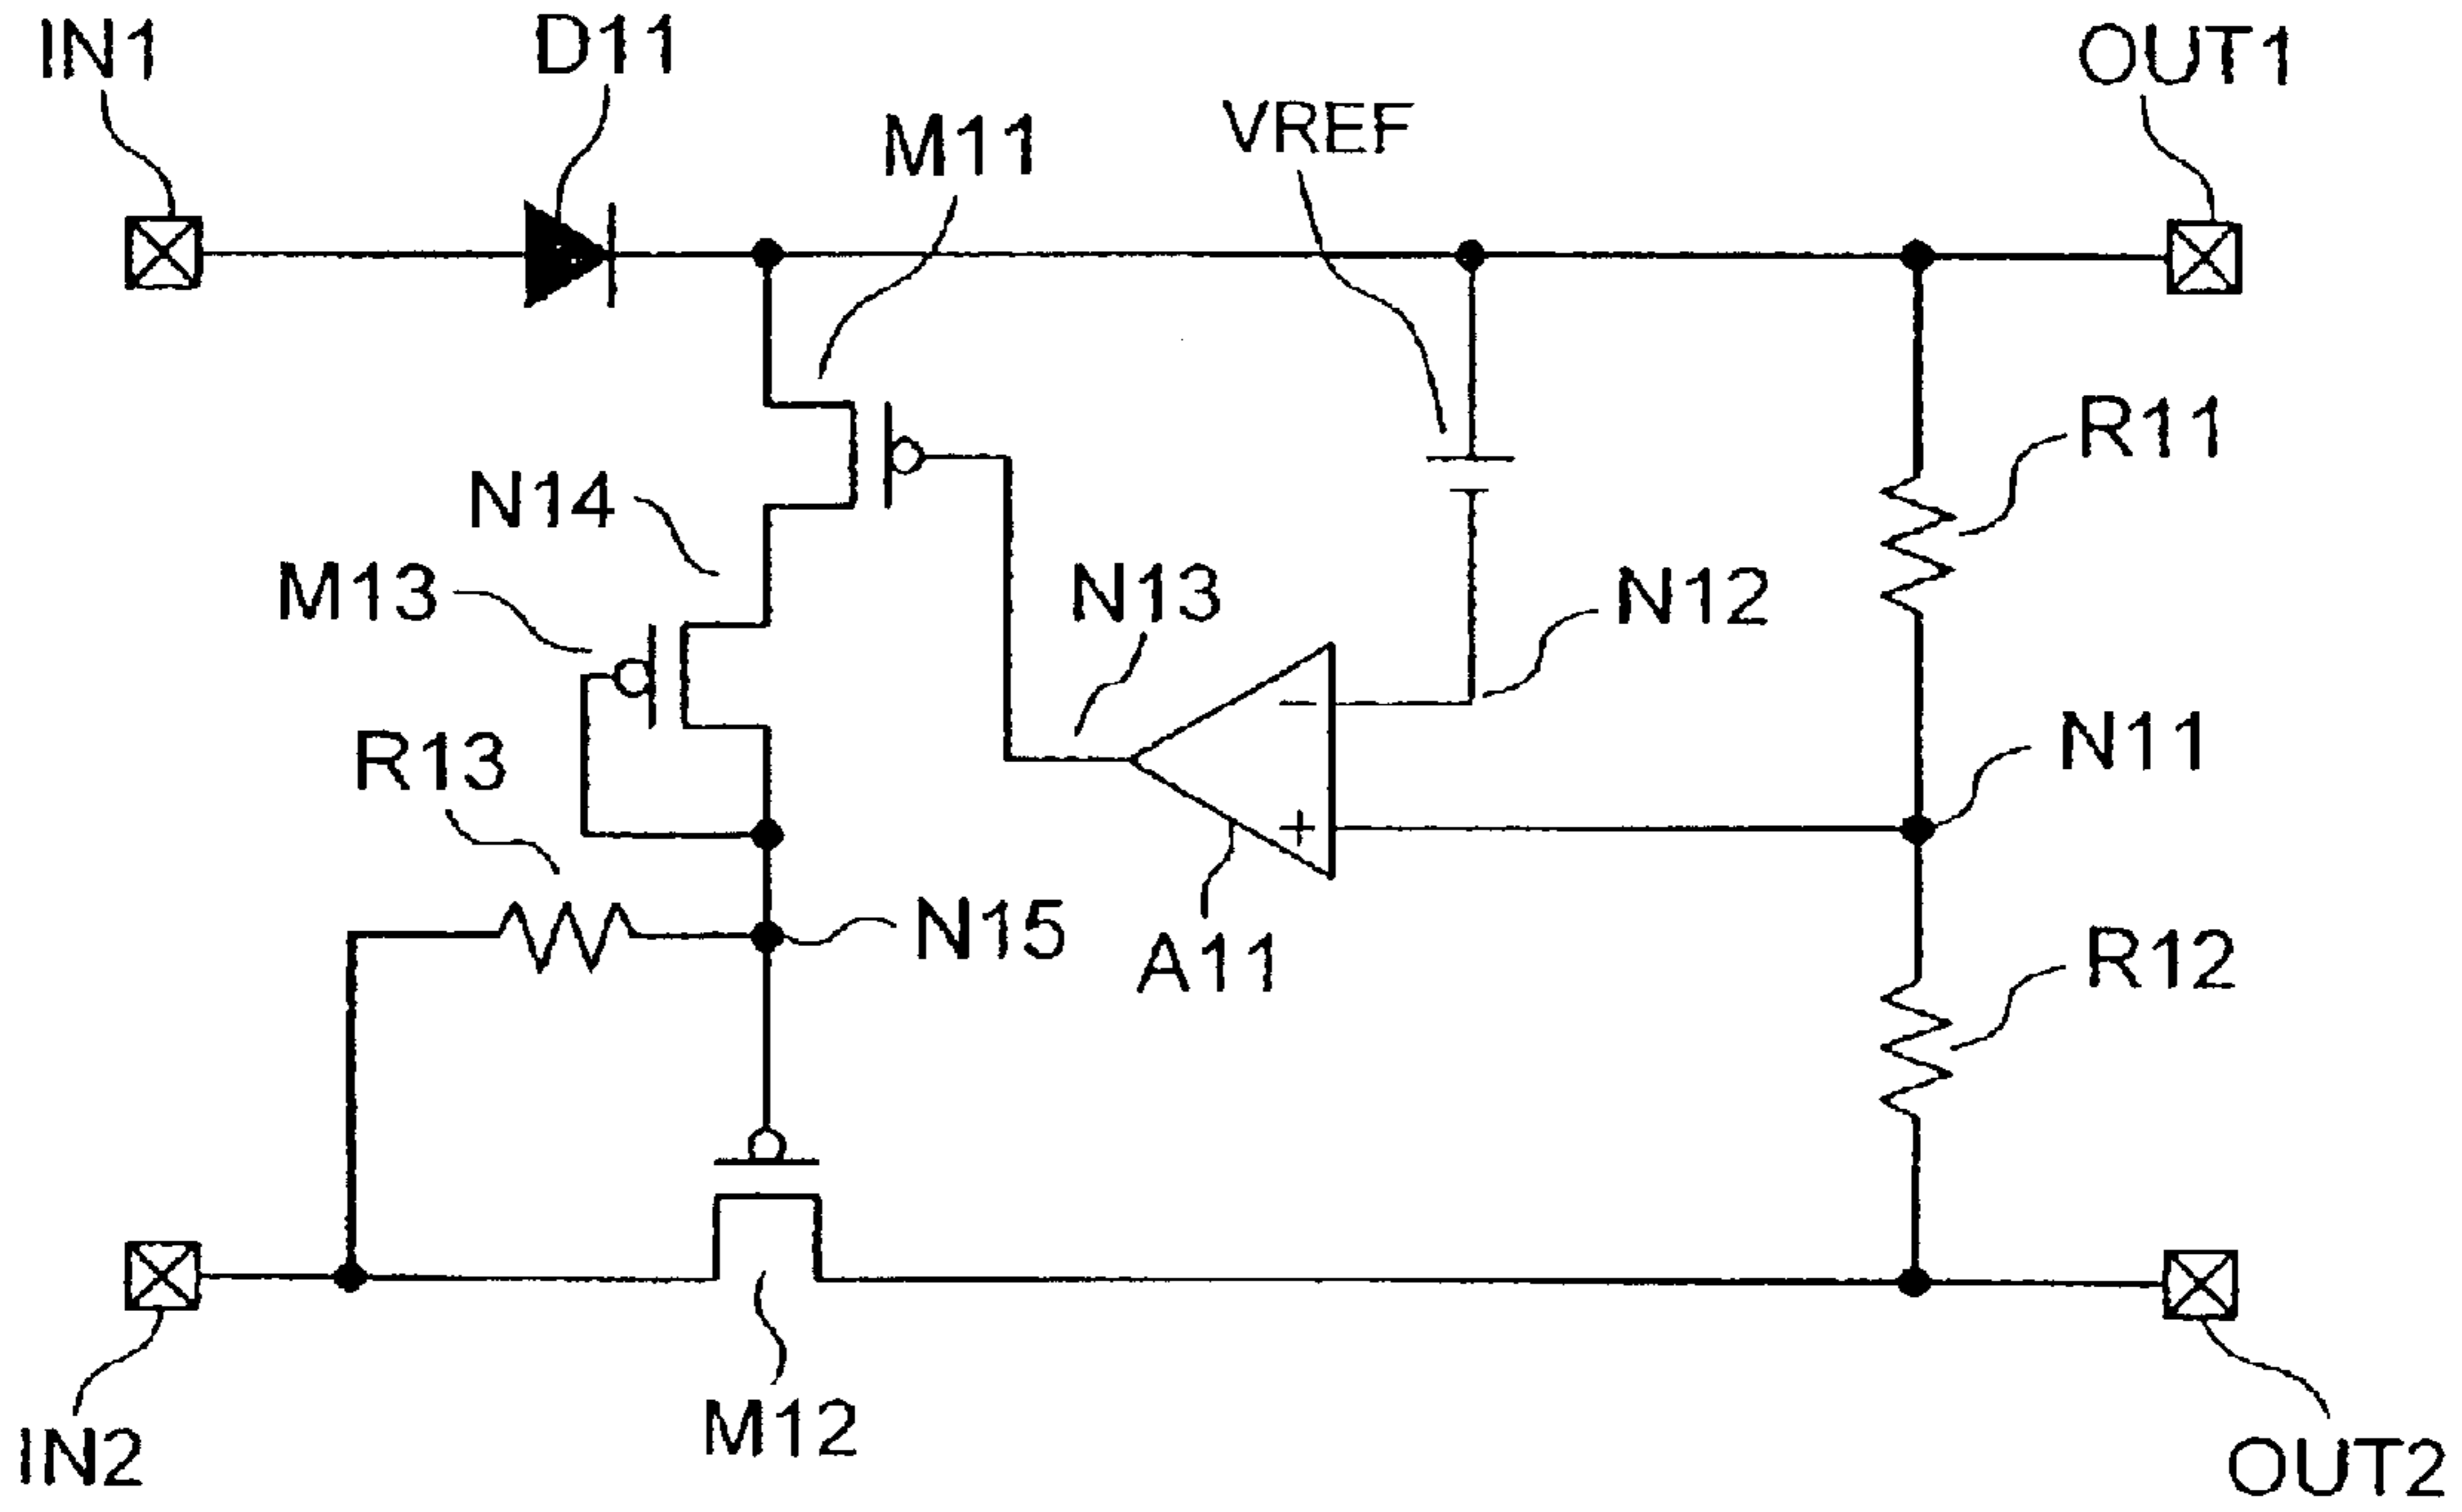 IN1
D11
M11
VREF
OUT1
R11
N14
M13
N13
N12
N11
R13
N15
A11
R12
M12
IN2
OUT2